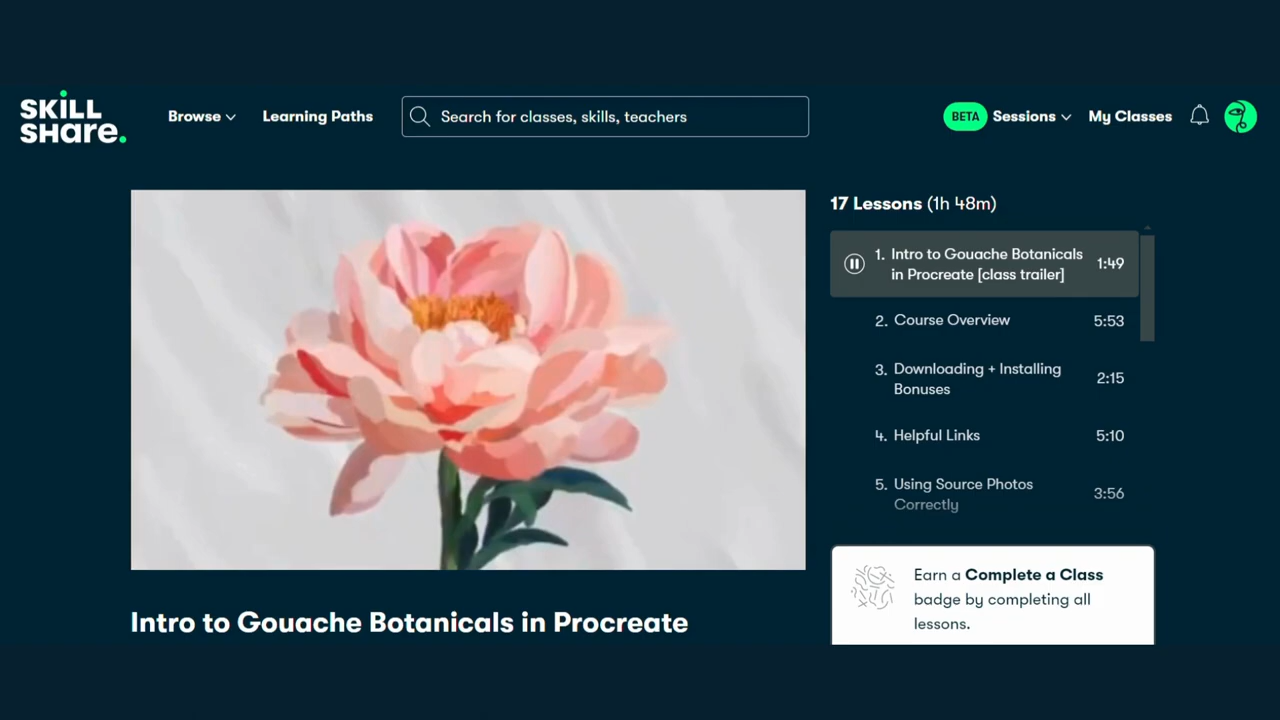 SKILL
SHARE.
Browse
Learning Paths
Search for classes, skills, teachers
BETA
Sessions
My Classes
17 Lessons (1h 48m)
1. Intro to Gouache Botanicals
in Procreate [class trailer]
1:49
2. Course Overview
5:53
3. Downloading + Installing
Bonuses
2:15
4. Helpful Links
5:10
5. Using Source Photos
Correctly
3:56
Earn a Complete a Class
badge by completing all
lessons.
Intro to Gouache Botanicals in Procreate